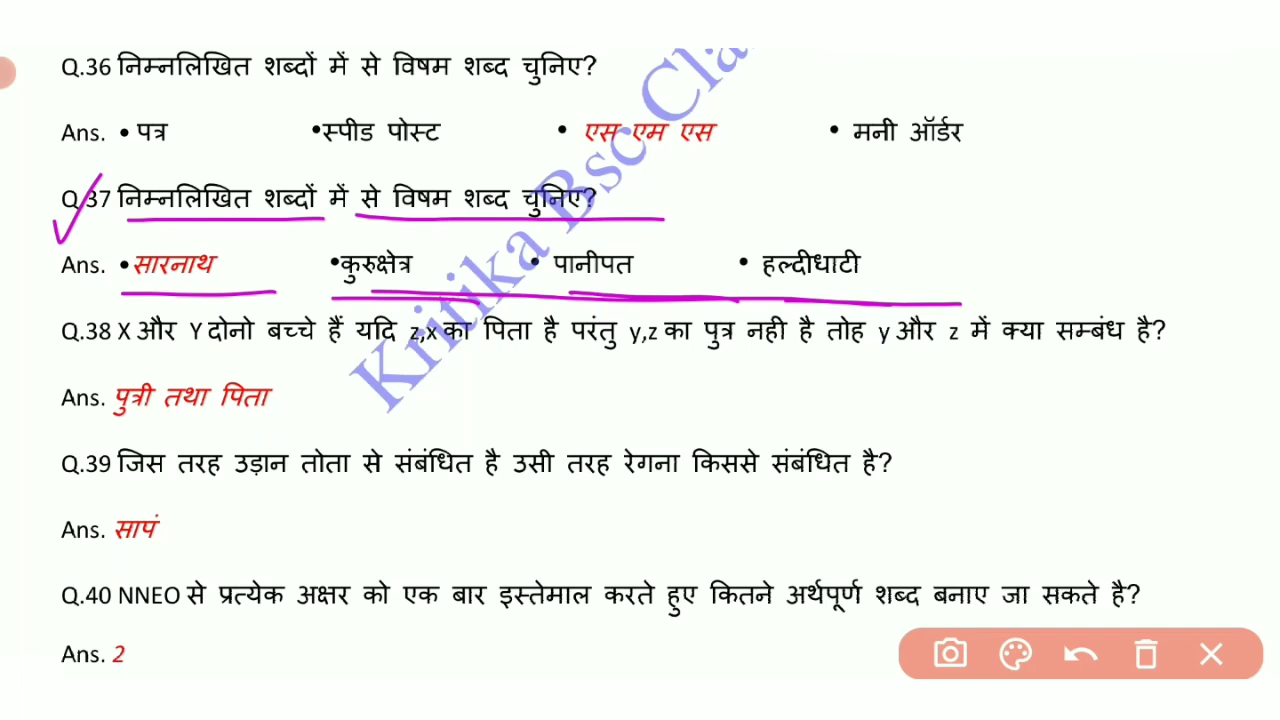 Q.36 निम्नलिखित शब्दों में से विषम शब्द चुनिए?
Ans. • पत्र •स्पीड पोस्ट • एस एम एस • मनी ऑर्डर
Q.37 निम्नलिखित शब्दों में से विषम शब्द चुनिए?
Ans. •सारनाथ •कुरुक्षेत्र • पानीपत • हल्दीधाटी
Q.38 X और Y दोनो बच्चे हैं यदि z,x का पिता है परंतु y,z का पुत्र नही है तोह y और z में क्या सम्बंध है?
Ans. पुत्री तथा पिता
Q.39 जिस तरह उड़ान तोता से संबंधित है उसी तरह रेगना किससे संबंधित है?
Ans. सापं
Q.40 NNEO से प्रत्येक अक्षर को एक बार इस्तेमाल करते हुए कितने अर्थपूर्ण शब्द बनाए जा सकते है?
Ans. 2
Kritika Bsc Cla